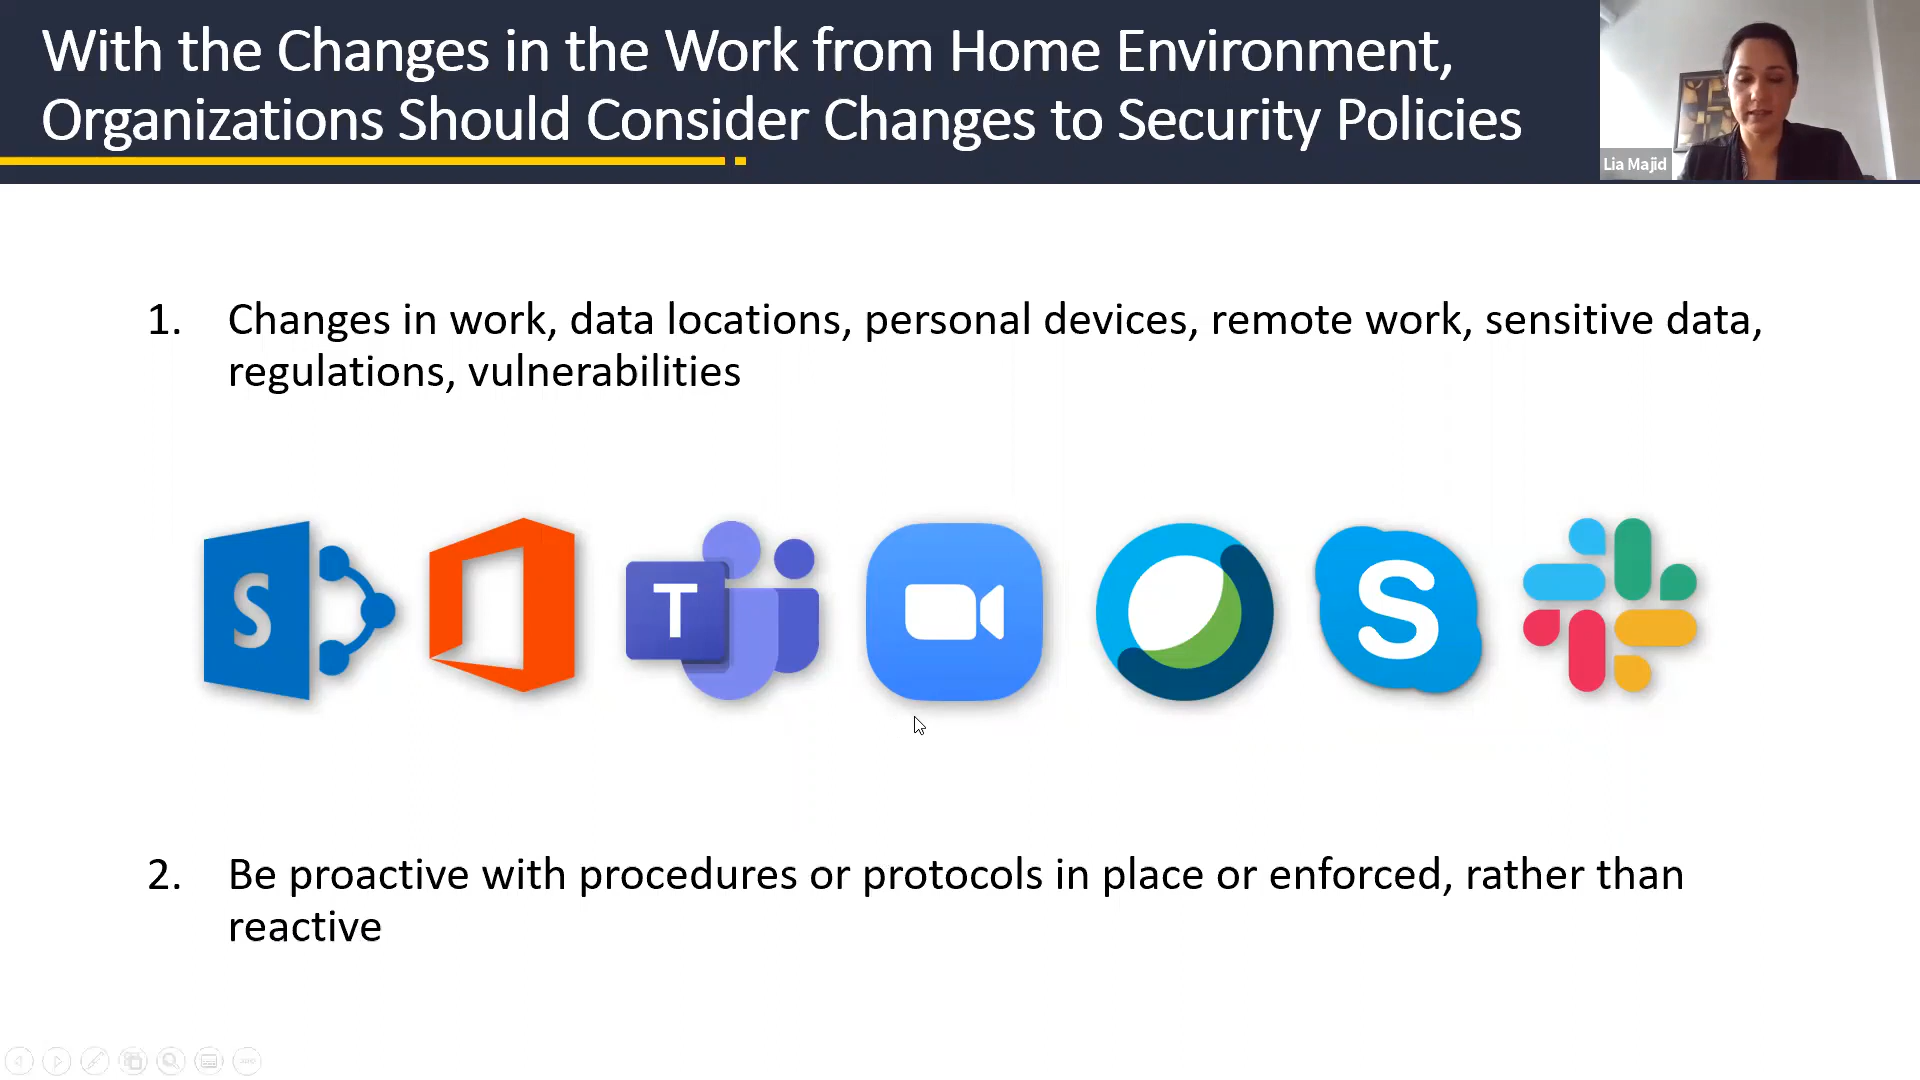 With the Changes in the Work from Home Environment,
Organizations Should Consider Changes to Security Policies
Lia Majid
1. Changes in work, data locations, personal devices, remote work, sensitive data,
regulations, vulnerabilities
S
T
S
2. Be proactive with procedures or protocols in place or enforced, rather than
reactive